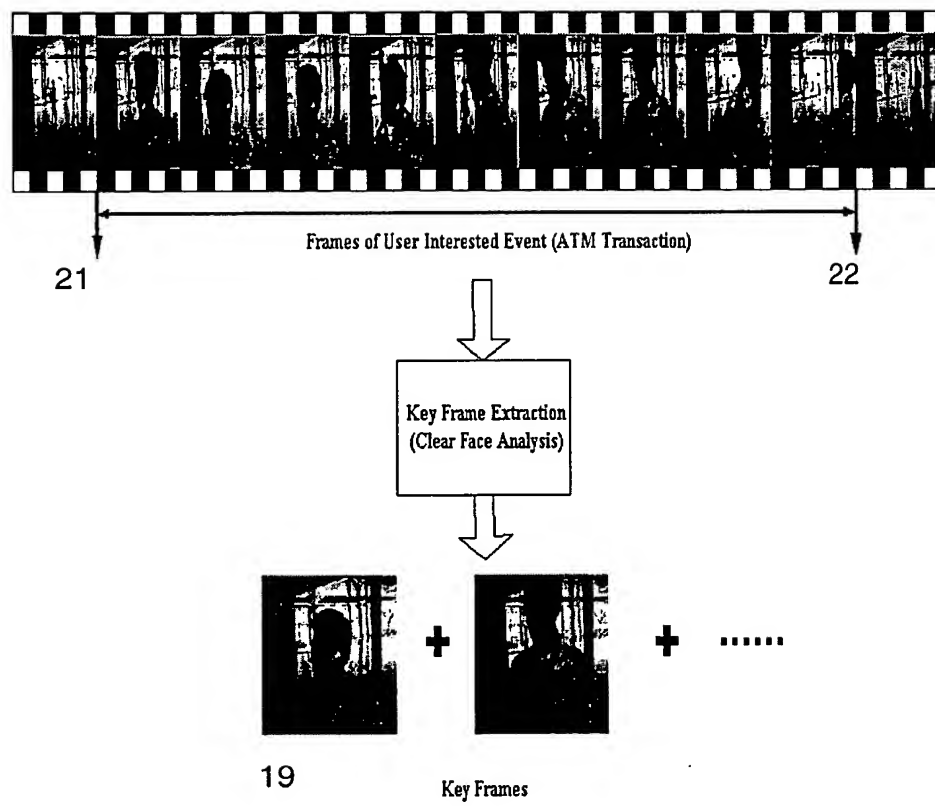 Frames of User Interested Event (ATM Transaction)
21
22
Key Frame Extraction
(Clear Face Analysis)
19
Key Frames